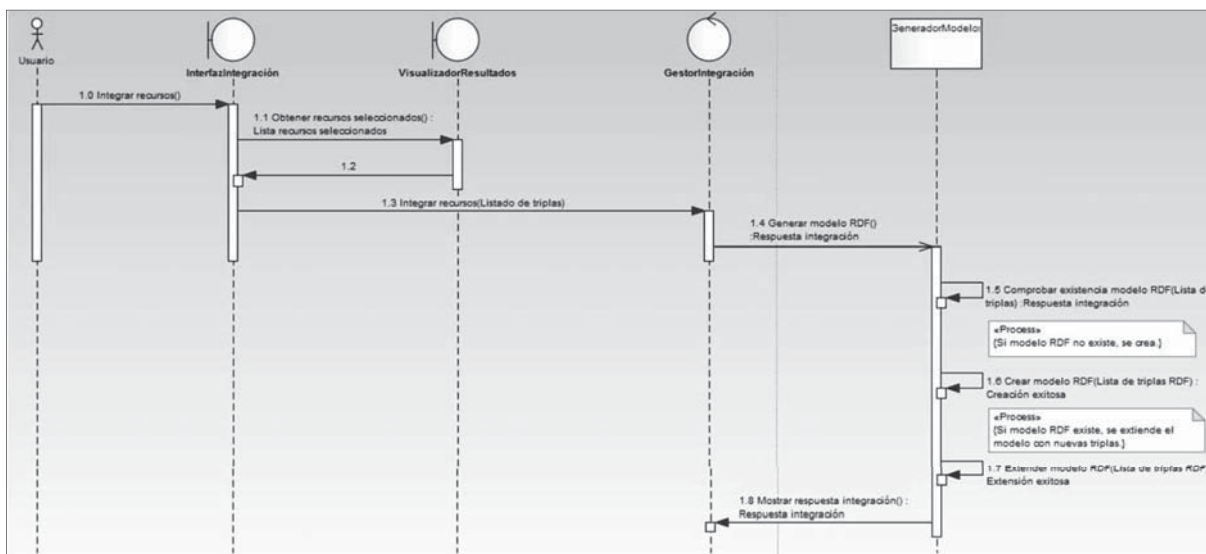 Usuario
InterfazIntegración
VisualizadorResultados
GestorIntegración
GeneradorModelos
1.0 Integrar recursos()
1.1 Obtener recursos seleccionados() :
Lista recursos seleccionados
1.2
1.3 Integrar recursos(Listado de triplas)
1.4 Generar modelo RDF()
:Respuesta integración
1.5 Comprobar existencia modelo RDF(Lista de
triplas) :Respuesta integración
«Process»
{Si modelo RDF no existe, se crea.}
1.6 Crear modelo RDF(Lista de triplas RDF) :
Creación exitosa
«Process»
{Si modelo RDF existe, se extiende el
modelo con nuevas triplas.}
1.7 Extender modelo RDF(Lista de triplas RDF
Extensión exitosa
1.8 Mostrar respuesta integración() :
Respuesta integración